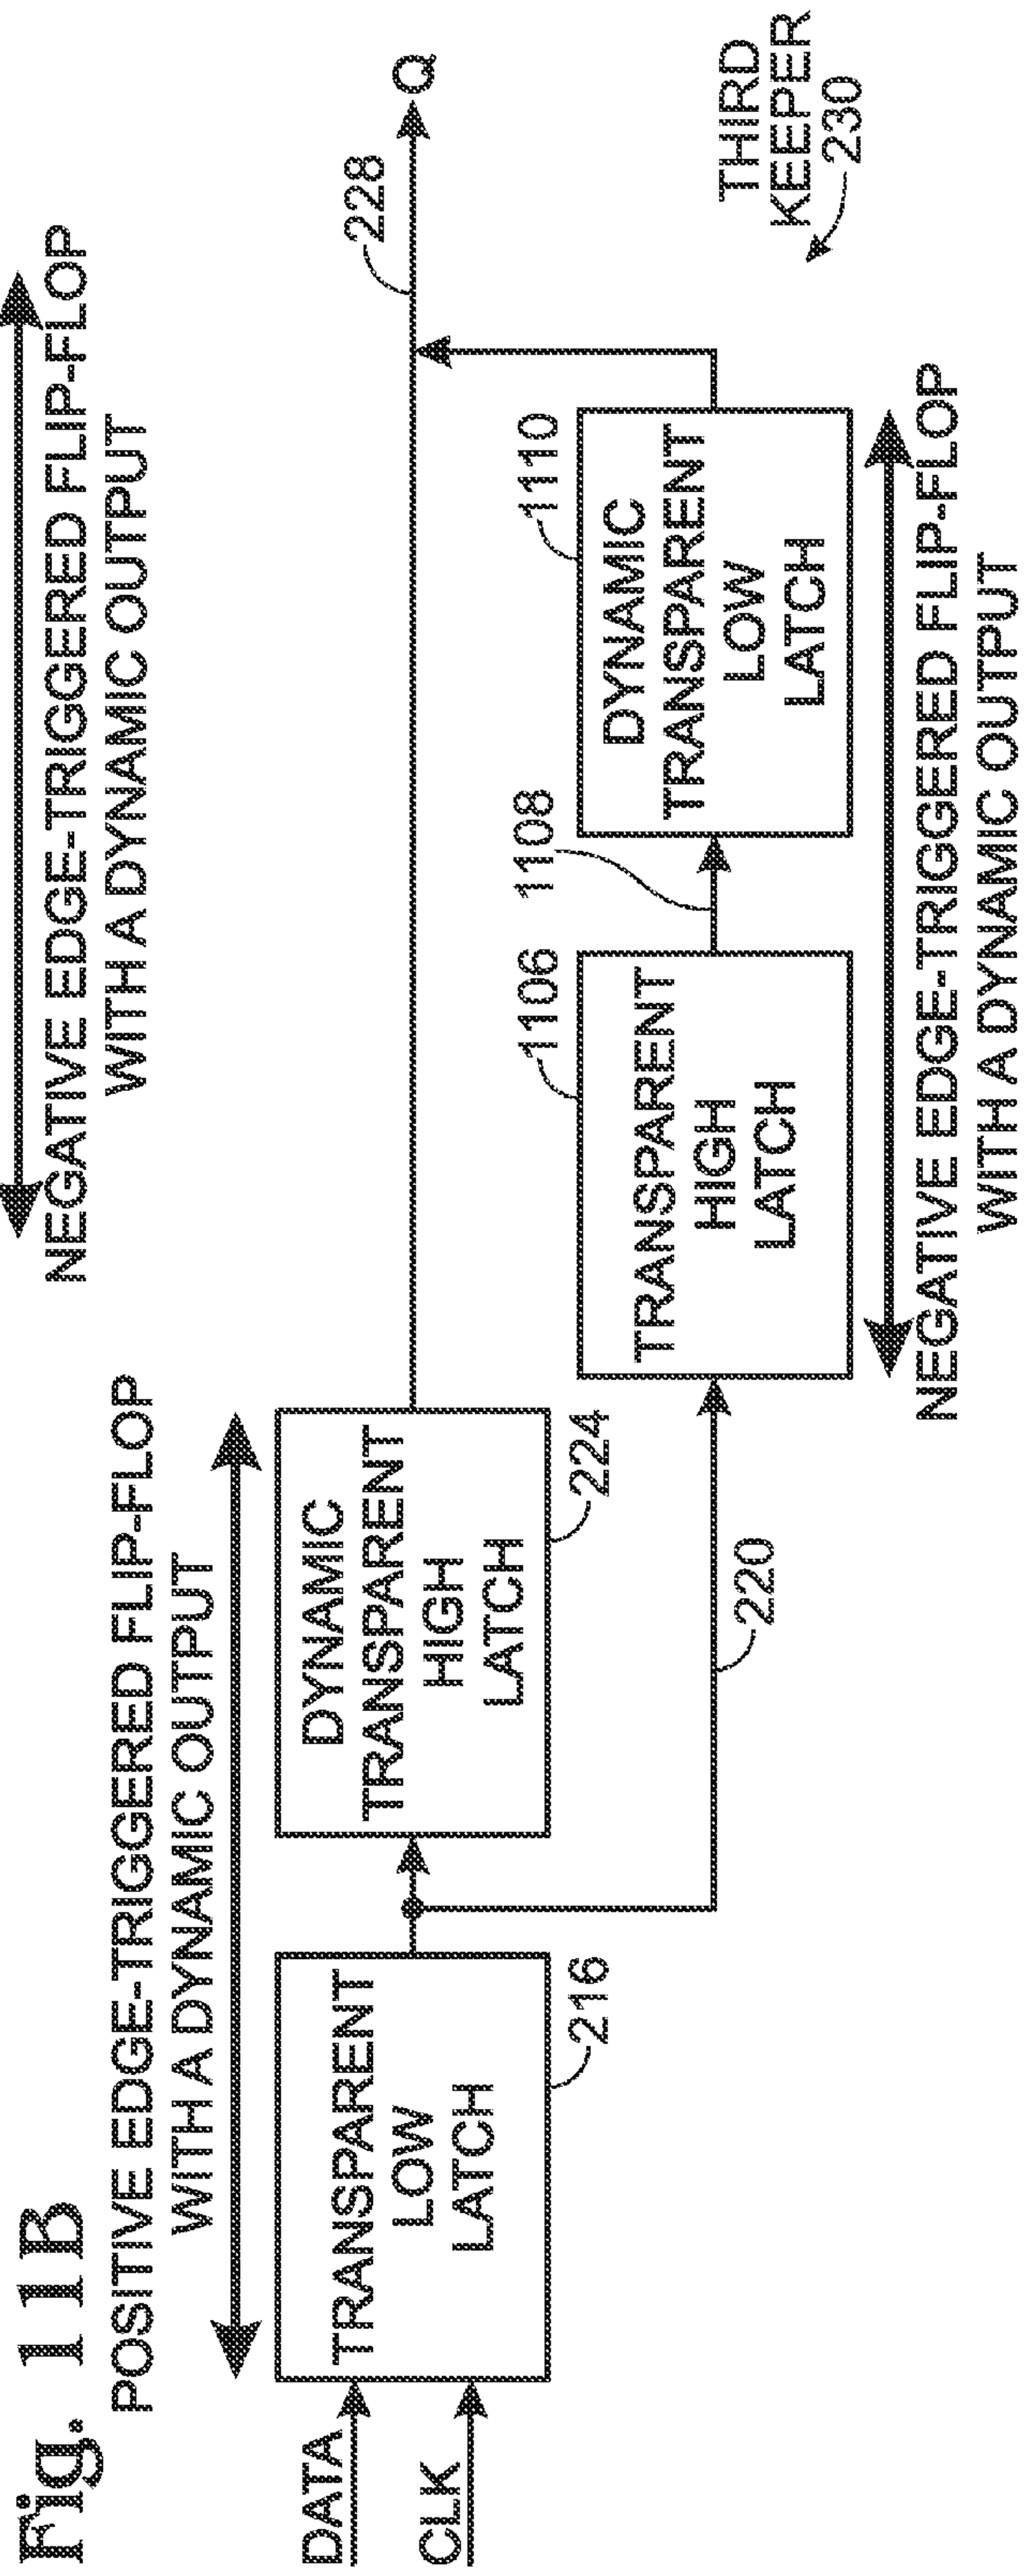 Fig. 11B
NEGATIVE EDGE-TRIGGERED FLIP-FLOP
WITH A DYNAMIC OUTPUT
POSITIVE EDGE-TRIGGERED FLIP-FLOP
WITH A DYNAMIC OUTPUT
DATA
CLK
TRANSPARENT
LOW
LATCH
216
DYNAMIC
TRANSPARENT
HIGH
LATCH
224
228
Q
220
1106
TRANSPARENT
HIGH
LATCH
1108
1110
DYNAMIC
TRANSPARENT
LOW
LATCH
THIRD
KEEPER
230
NEGATIVE EDGE-TRIGGERED FLIP-FLOP
WITH A DYNAMIC OUTPUT